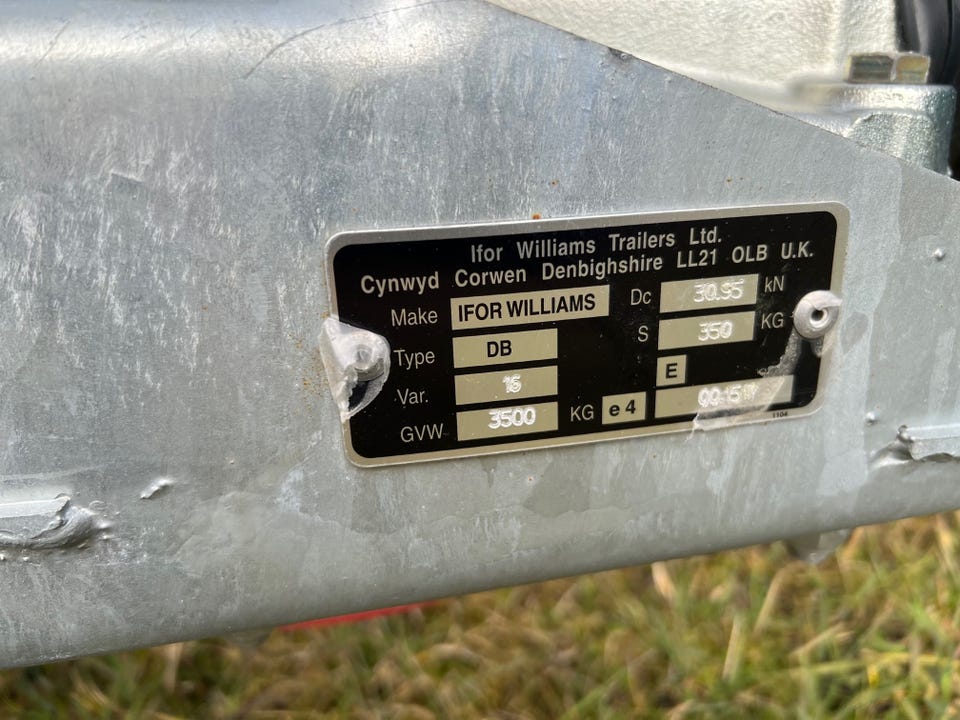 Ifor Williams Trailers Ltd.
Cynwyd Corwen Denbighshire LL21 OLB U.K.
Make IFOR WILLIAMS Dc 30.95 kN
Type DB S 350 KG
Var. 16 E
GVW 3500 KG e4
1104